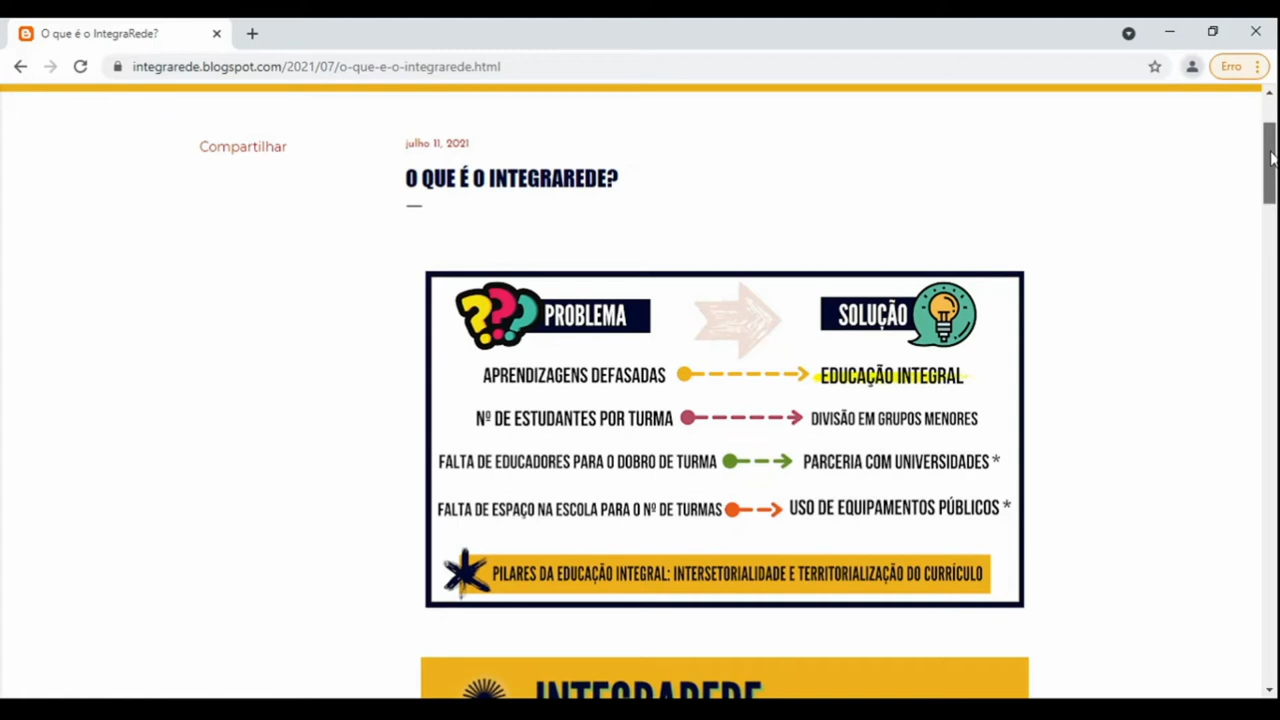 O que é o IntegraRede?
integrarede.blogspot.com/2021/07/o-que-e-o-integrarede.html
Erro
Compartilhar
julho 11, 2021
O QUE É O INTEGRAREDE?
???
PROBLEMA
SOLUÇÃO
APRENDIZAGENS DEFASADAS
EDUCAÇÃO INTEGRAL
Nº DE ESTUDANTES POR TURMA
DIVISÃO EM GRUPOS MENORES
FALTA DE EDUCADORES PARA O DOBRO DE TURMA
PARCERIA COM UNIVERSIDADES *
FALTA DE ESPAÇO NA ESCOLA PARA O Nº DE TURMAS
USO DE EQUIPAMENTOS PÚBLICOS *
PILARES DA EDUCAÇÃO INTEGRAL: INTERSETORIALIDADE E TERRITORIALIZAÇÃO DO CURRÍCULO
INTEGRAREDE